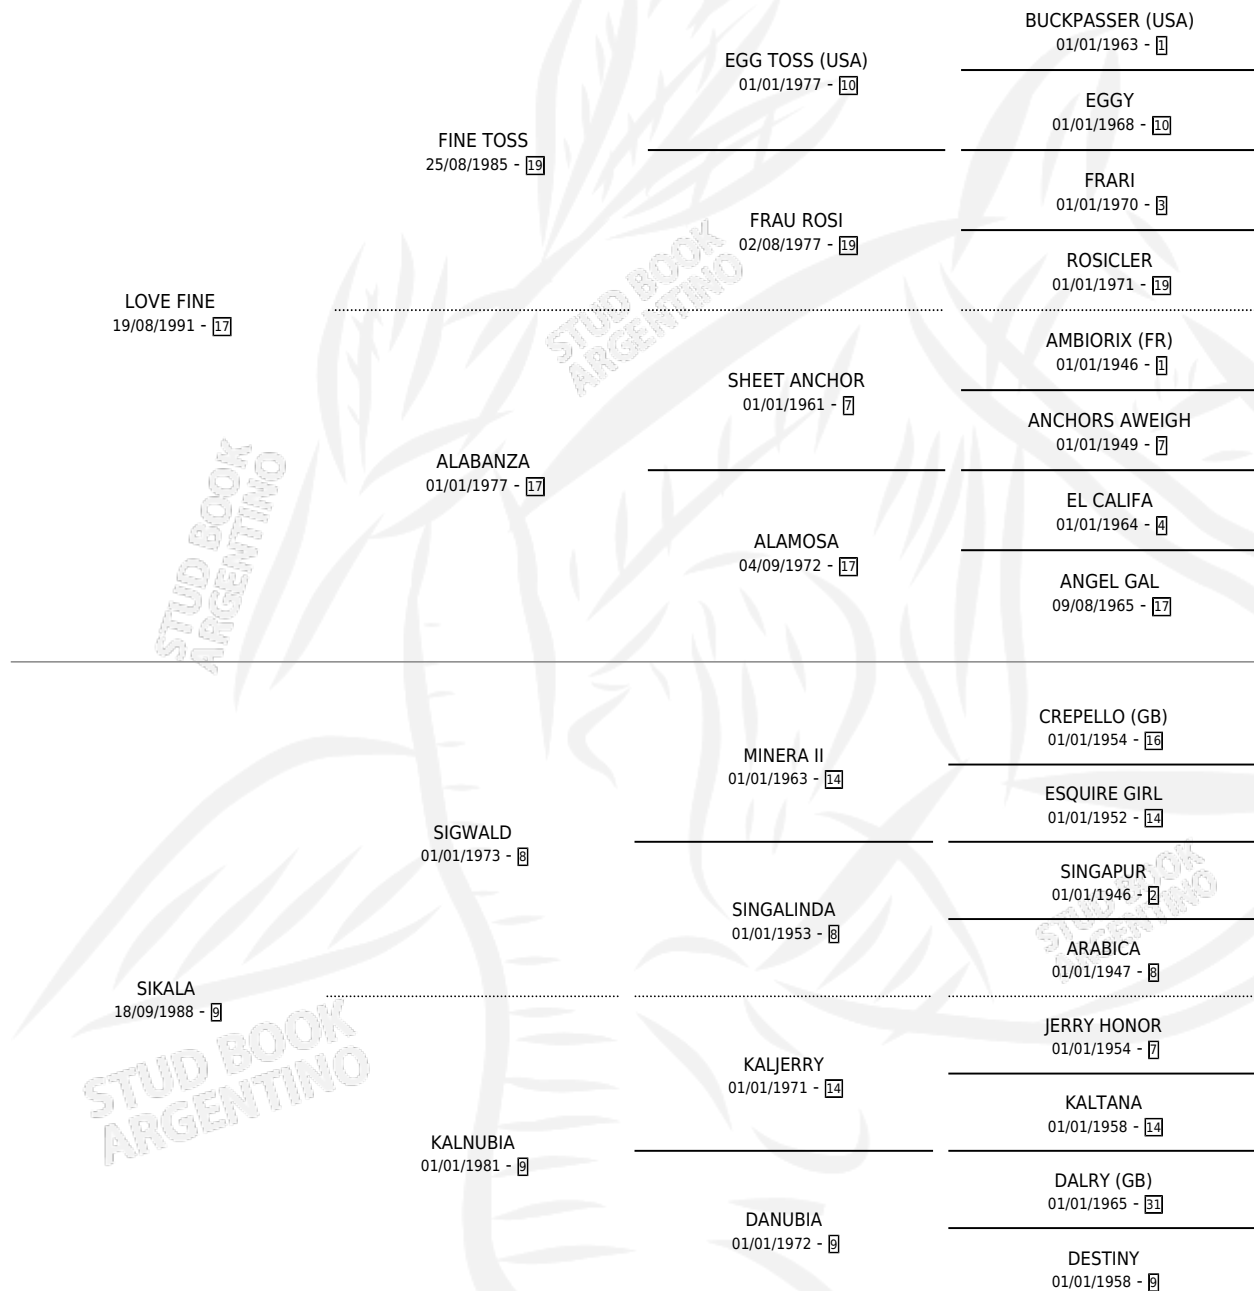 BUCKPASSER (USA)
01/01/1963 - 1
EGG TOSS (USA)
01/01/1977 - 10
EGGY
01/01/1968 - 10
FINE TOSS
25/08/1985 - 19
FRARI
01/01/1970 - 3
FRAU ROSI
02/08/1977 - 19
ROSICLER
01/01/1971 - 19
LOVE FINE
19/08/1991 - 17
AMBIORIX (FR)
01/01/1946 - 1
SHEET ANCHOR
01/01/1961 - 7
ANCHORS AWEIGH
01/01/1949 - 7
ALABANZA
01/01/1977 - 17
EL CALIFA
01/01/1964 - 4
ALAMOSA
04/09/1972 - 17
ANGEL GAL
09/08/1965 - 17
CREPELLO (GB)
01/01/1954 - 16
MINERA II
01/01/1963 - 14
ESQUIRE GIRL
01/01/1952 - 14
SIGWALD
01/01/1973 - 8
SINGAPUR
01/01/1946 - 2
SINGALINDA
01/01/1953 - 8
ARABICA
01/01/1947 - 8
SIKALA
18/09/1988 - 9
JERRY HONOR
01/01/1954 - 7
KALJERRY
01/01/1971 - 14
KALTANA
01/01/1958 - 14
KALNUBIA
01/01/1981 - 9
DALRY (GB)
01/01/1965 - 31
DANUBIA
01/01/1972 - 9
DESTINY
01/01/1958 - 9
STUD BOOK
ARGENTINO
STUD BOOK
ARGENTINO
STUD BOOK
ARGENTINO
STUD BOOK
ARGENTINO